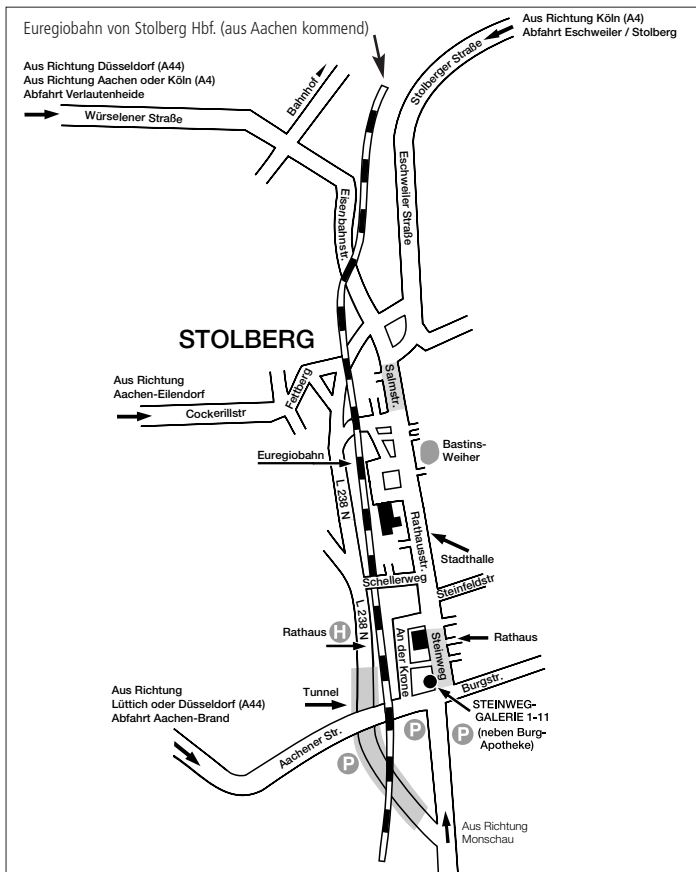 Euregiobahn von Stolberg Hbf. (aus Aachen kommend)
Aus Richtung Köln (A4)
Abfahrt Eschweiler / Stolberg
Aus Richtung Düsseldorf (A44)
Aus Richtung Aachen oder Köln (A4)
Abfahrt Verlautenheide
Bahnhof
Stolberger Straße
Würselener Straße
Eschweiler Straße
Eisenbahnstr.
STOLBERG
Salmstr.
Fettberg
Aus Richtung
Aachen-Eilendorf
Cockerillstr
Bastins-
Weiher
Euregiobahn
L 238 N
Rathausstr.
Stadthalle
Schellerweg
Steinfeldstr
L 238 N
Rathaus H
An der Krone
Steinweg
Rathaus
Burgstr.
Aus Richtung
Lüttich oder Düsseldorf (A44)
Abfahrt Aachen-Brand
Tunnel
STEINWEG-
GALERIE 1-11
(neben Burg-
Apotheke)
Aachener Str.
P
P
P
Aus Richtung
Monschau